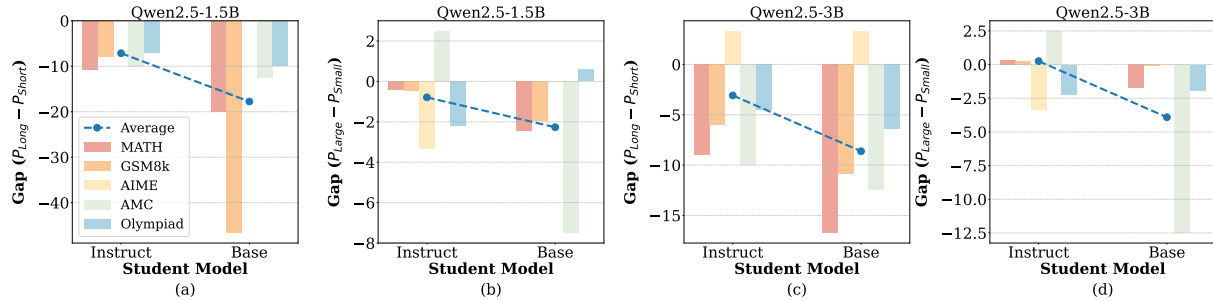 Qwen2.5-1.5B
Gap (P_Long − P_Short)
0
−10
−20
−30
−40
Average
MATH
GSM8k
AIME
AMC
Olympiad
Instruct Base
Student Model
(a)
Qwen2.5-1.5B
Gap (P_Large − P_Small)
2
0
−2
−4
−6
−8
Instruct Base
Student Model
(b)
Qwen2.5-3B
Gap (P_Long − P_Short)
0
−5
−10
−15
Instruct Base
Student Model
(c)
Qwen2.5-3B
Gap (P_Large − P_Small)
2.5
0.0
−2.5
−5.0
−7.5
−10.0
−12.5
Instruct Base
Student Model
(d)